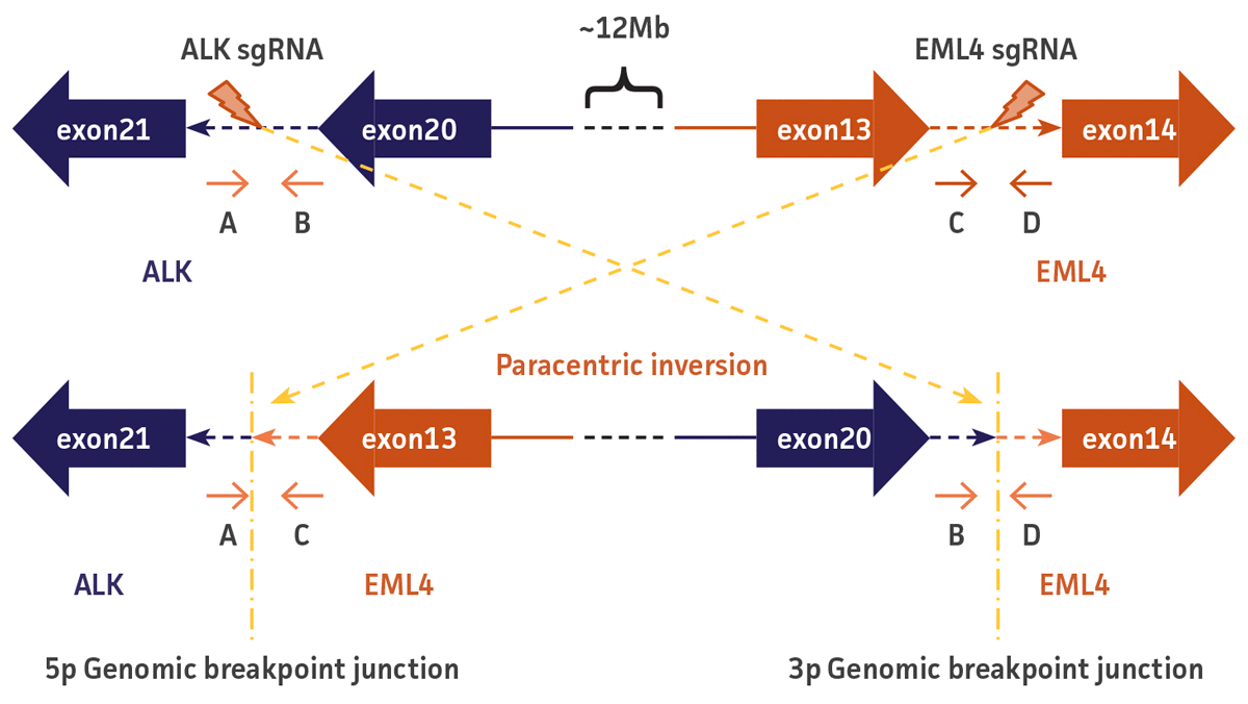 ~12Mb
ALK sgRNA
EML4 sgRNA
exon21
exon20
exon13
exon14
A
B
C
D
ALK
EML4
Paracentric inversion
exon21
exon13
exon20
exon14
A
C
B
D
ALK
EML4
EML4
5p Genomic breakpoint junction
3p Genomic breakpoint junction